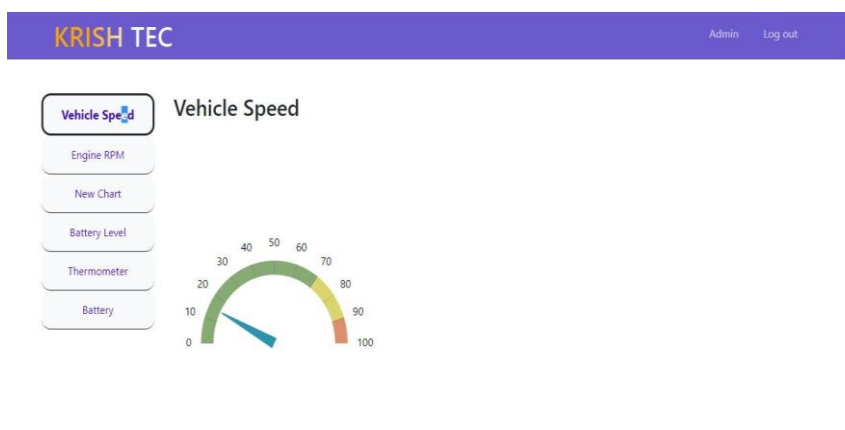 KRISH TEC
Admin Log out
Vehicle Speed
Vehicle Speed
Engine RPM
New Chart
Battery Level
Thermometer
Battery
0
10
20
30
40
50
60
70
80
90
100